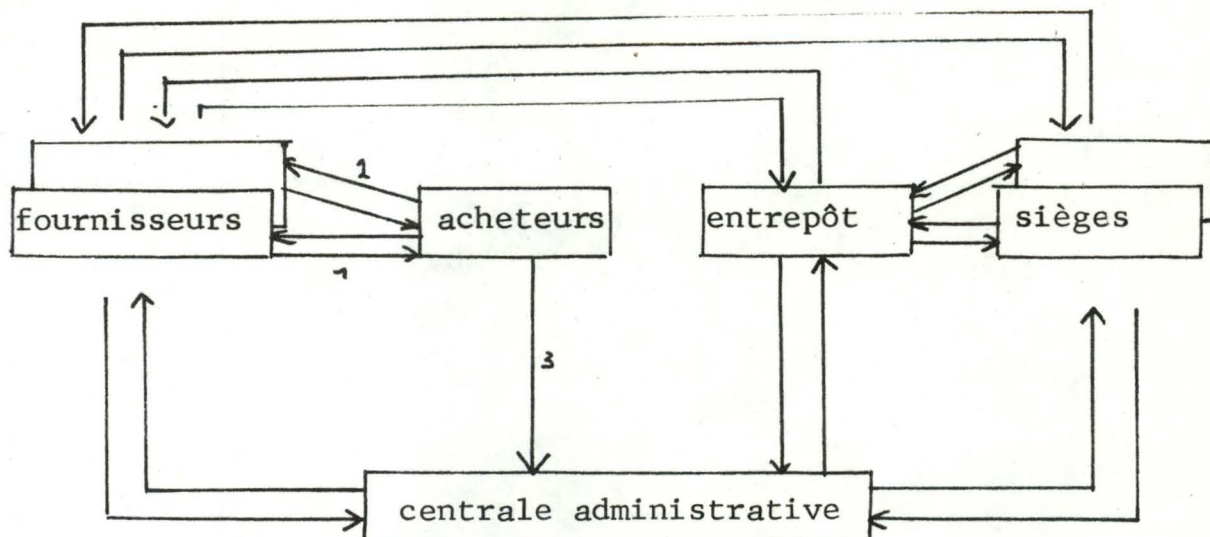 1
fournisseurs
acheteurs
entrepôt
sièges
1
3
centrale administrative